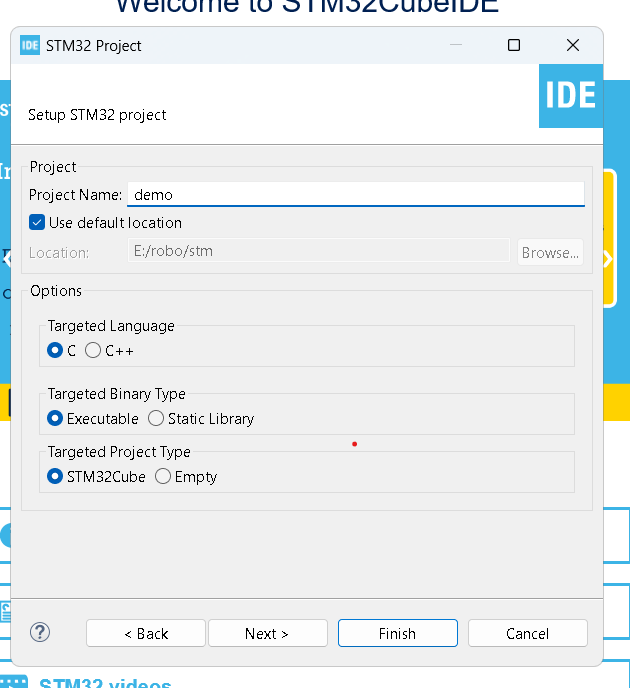 Welcome to STM32CubeIDE
IDE STM32 Project
Setup STM32 project
IDE
Project
Project Name: demo
Use default location
Location: E:/robo/stm Browse...
Options
Targeted Language
C C++
Targeted Binary Type
Executable Static Library
Targeted Project Type
STM32Cube Empty
? < Back Next > Finish Cancel
STM32 videos